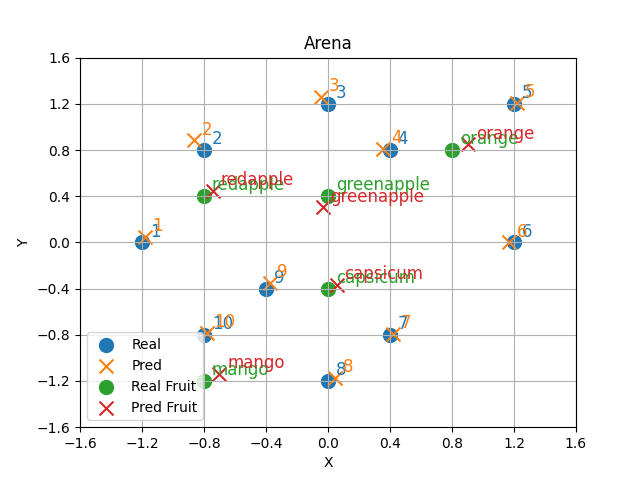 Arena
1.6
1.2
0.8
0.4
0.0
−0.4
−0.8
−1.2
−1.6
Y
3
3
5
5
2
2
4
4
orange
orange
redapple
redapple
greenapple
greenapple
1
1
6
6
9
9
capsicum
capsicum
10
10
7
7
mango
mango
8
8
Real
Pred
Real Fruit
Pred Fruit
−1.6
−1.2
−0.8
−0.4
0.0
0.4
0.8
1.2
1.6
X